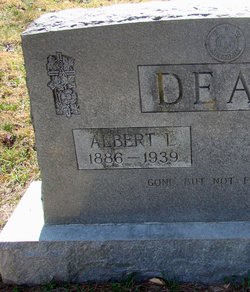 DEA
ALBERT L.
1886–1939
GONE BUT NOT F